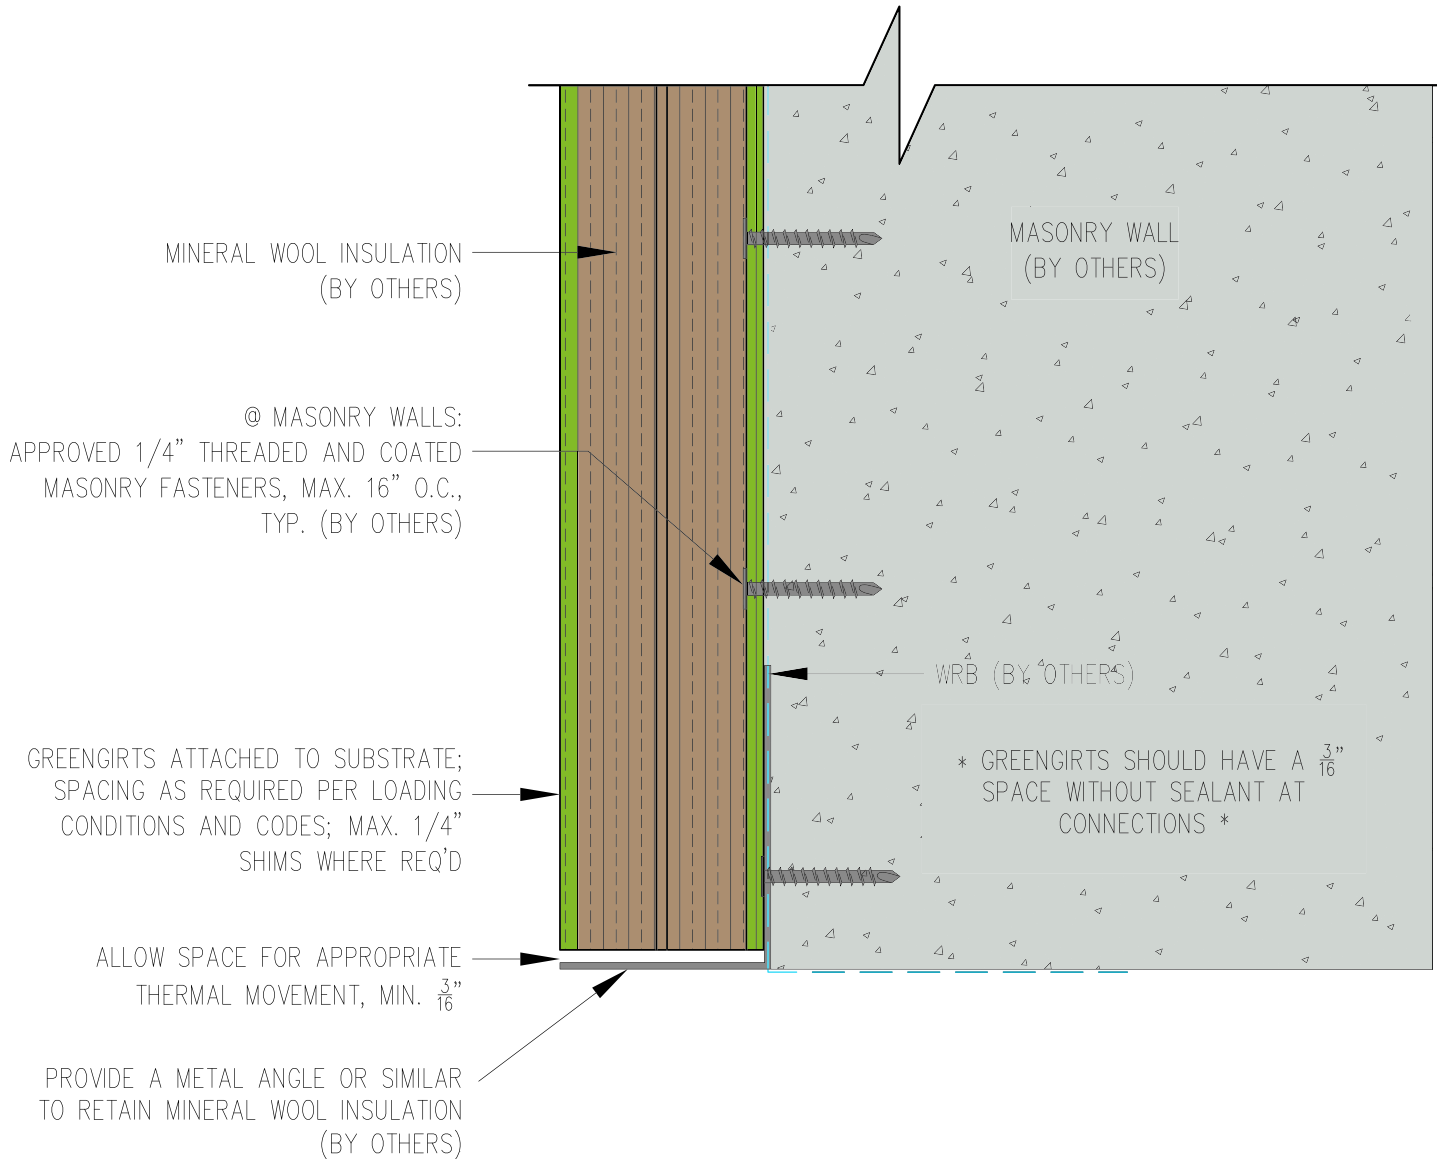 MINERAL WOOL INSULATION
(BY OTHERS)
MASONRY WALL
(BY OTHERS)
@ MASONRY WALLS:
APPROVED 1/4” THREADED AND COATED
MASONRY FASTENERS, MAX. 16” O.C.,
TYP. (BY OTHERS)
WRB (BY OTHERS)
GREENGIRTS ATTACHED TO SUBSTRATE;
SPACING AS REQUIRED PER LOADING
CONDITIONS AND CODES; MAX. 1/4”
SHIMS WHERE REQ’D
* GREENGIRTS SHOULD HAVE A 3/16”
SPACE WITHOUT SEALANT AT
CONNECTIONS *
ALLOW SPACE FOR APPROPRIATE
THERMAL MOVEMENT, MIN. 3/16”
PROVIDE A METAL ANGLE OR SIMILAR
TO RETAIN MINERAL WOOL INSULATION
(BY OTHERS)